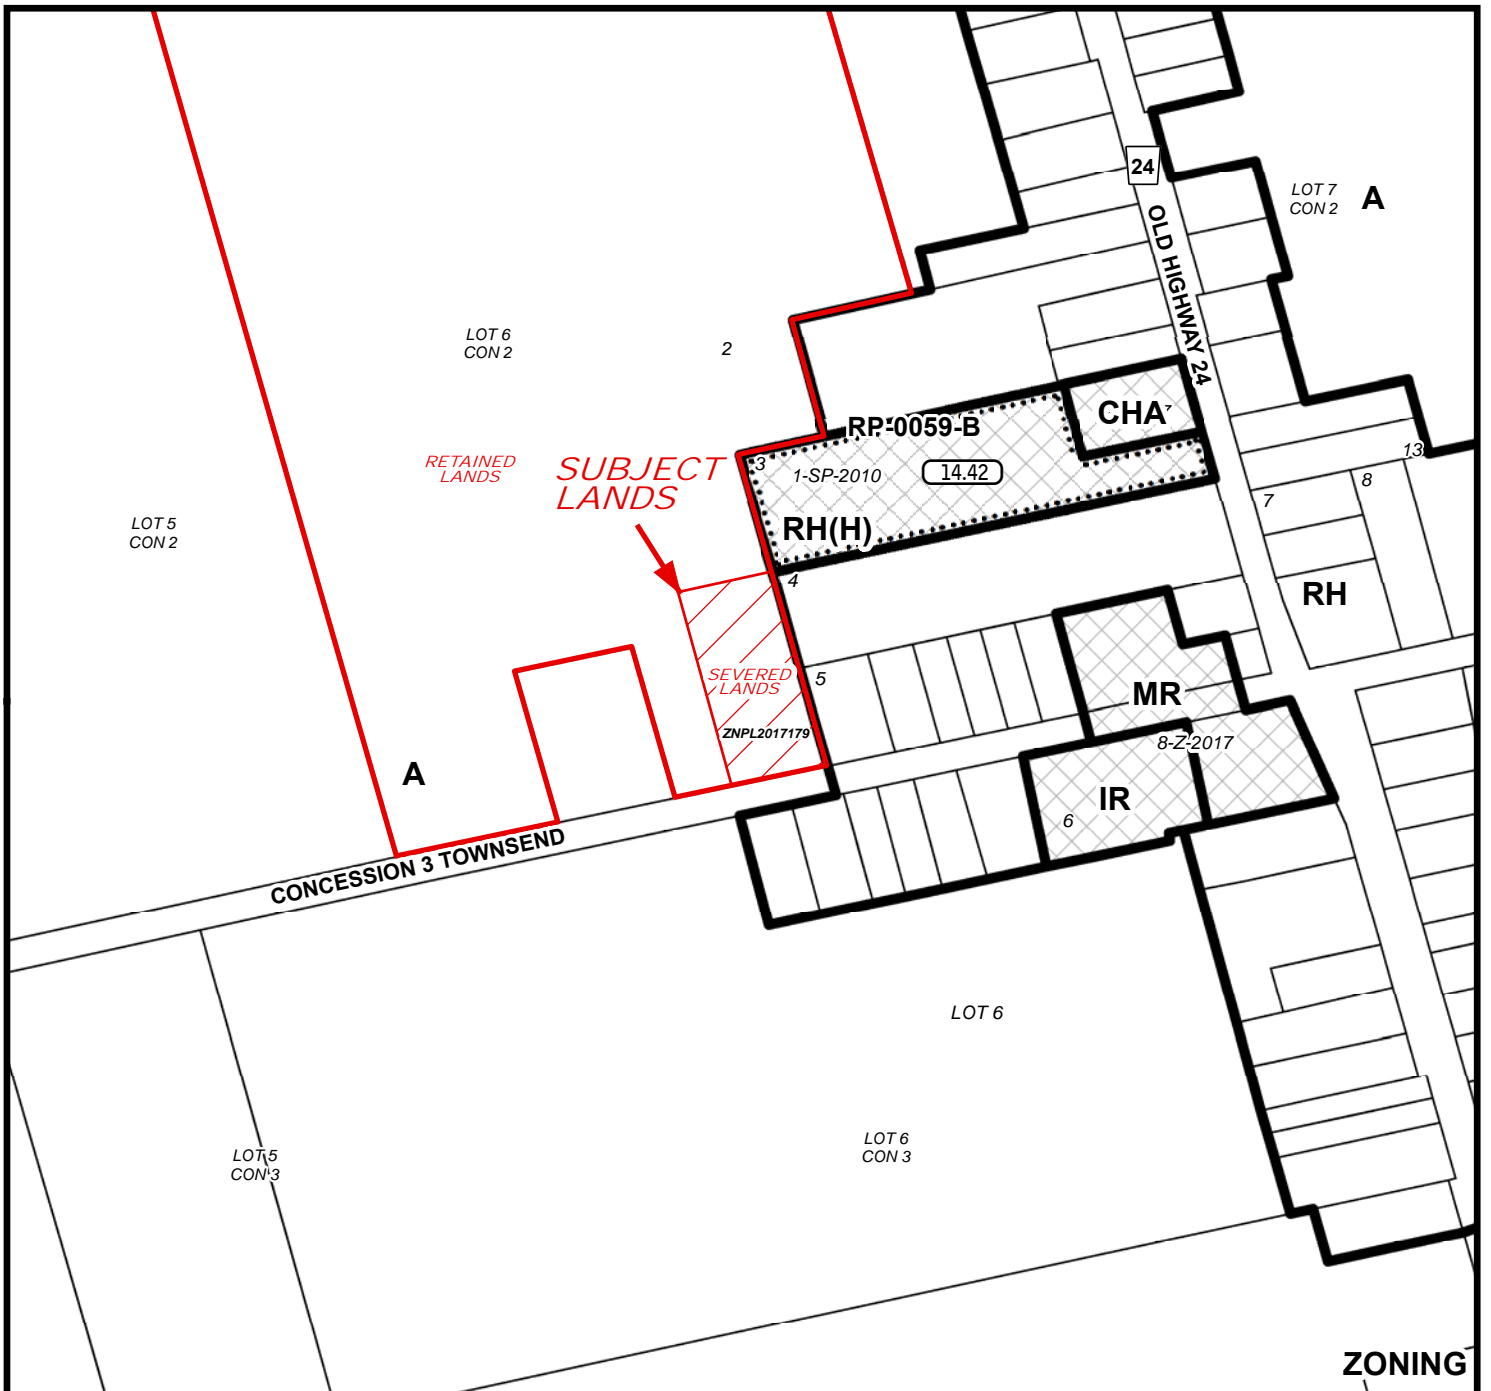 24
LOT 7
CON 2
A
OLD HIGHWAY 24
LOT 6
CON 2
2
CHA
7
RP-0059-B
RETAINED
LANDS
SUBJECT
LANDS
3
1-SP-2010
14.42
13
8
7
LOT 5
CON 2
RH(H)
4
RH
SEVERED
LANDS
5
MR
ZNPL2017179
8-Z-2017
A
IR
6
CONCESSION 3 TOWNSEND
LOT 6
LOT 5
CON 3
LOT 6
CON 3
ZONING